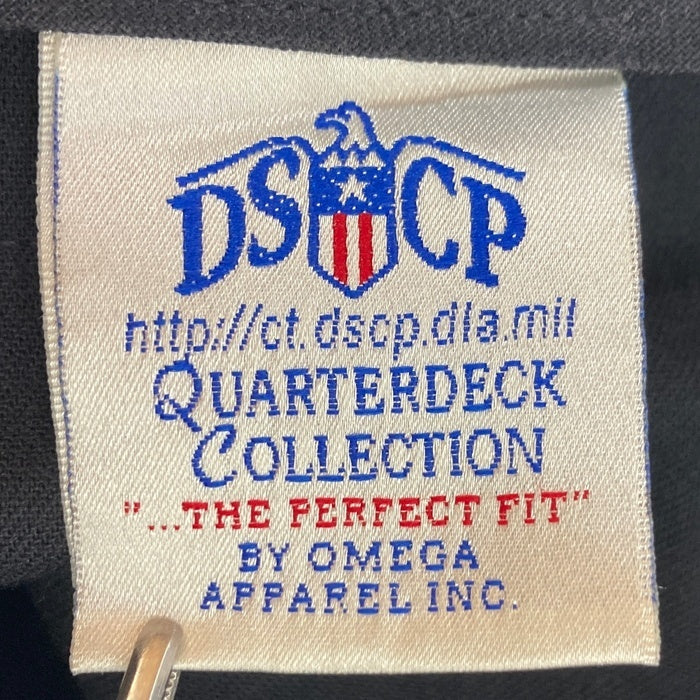 DSCP
http://ct.dscp.dla.mil
QUARTERDECK
COLLECTION
"...THE PERFECT FIT"
BY OMEGA
APPAREL INC.